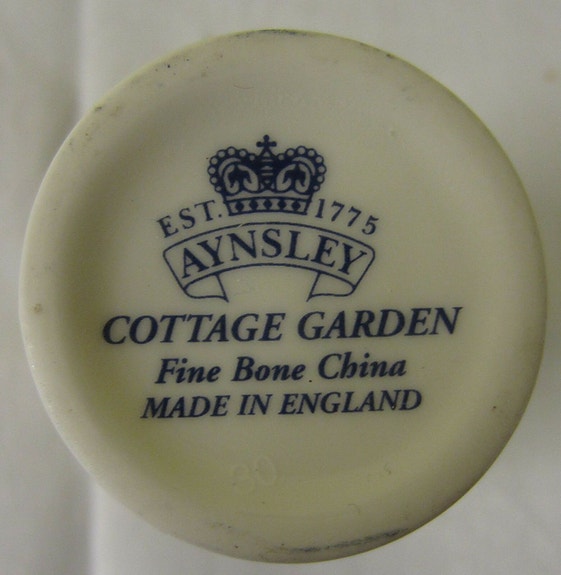 EST. 1775
AYNSLEY
COTTAGE GARDEN
Fine Bone China
MADE IN ENGLAND